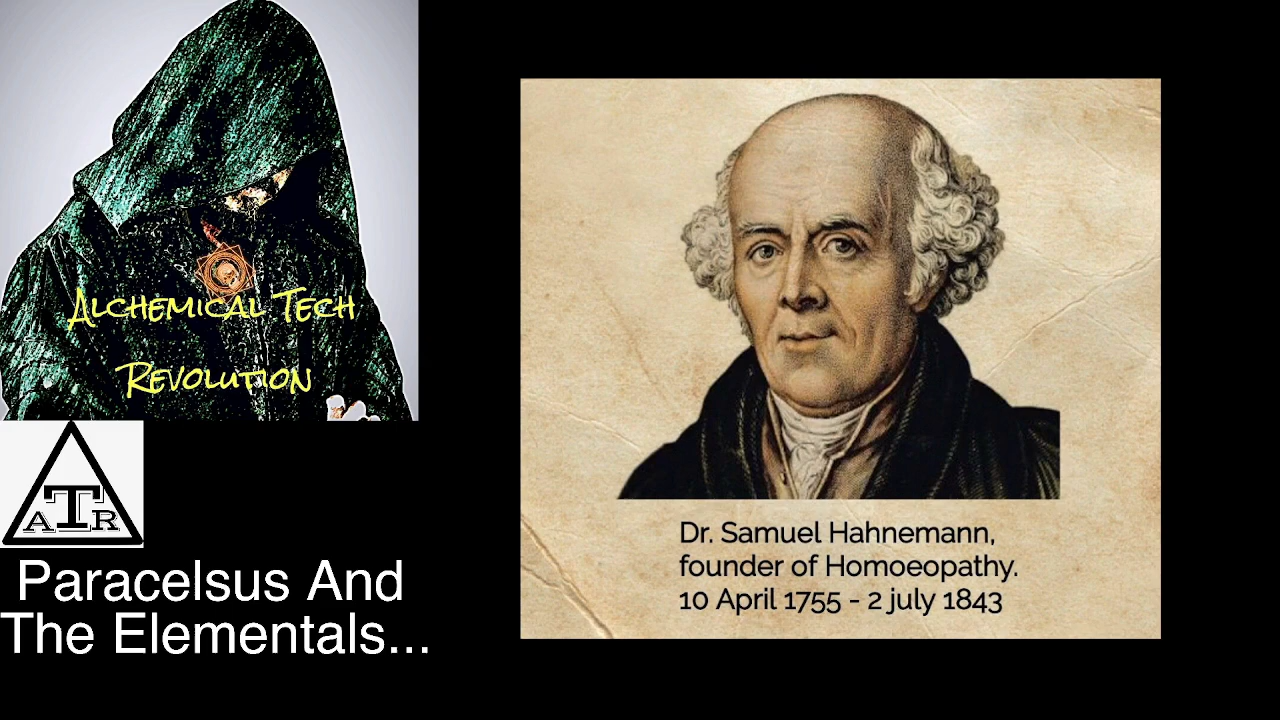 Alchemical Tech
Revolution
ATR
Paracelsus And
The Elementals...
Dr. Samuel Hahnemann,
founder of Homoeopathy.
10 April 1755 - 2 july 1843